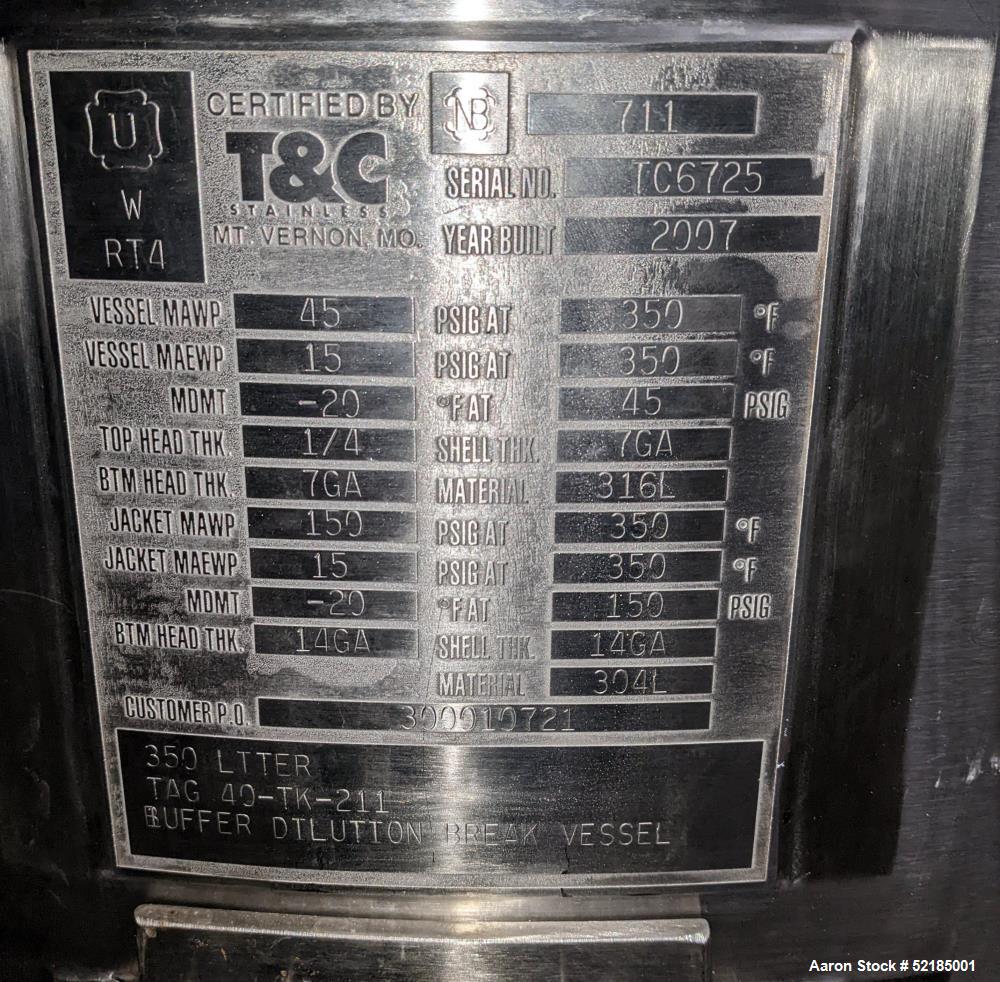 U
W
RT4
CERTIFIED BY
T&C
STAINLESS
MT. VERNON, MO.
NB 711
SERIAL NO. TC6725
YEAR BUILT 2007
VESSEL MAWP 45 PSIG AT 350 °F
VESSEL MAEWP 15 PSIG AT 350 °F
MDMT -20 °F AT 45 PSIG
TOP HEAD THK. 1/4 SHELL THK. 7GA
BTM HEAD THK. 7GA MATERIAL 316L
JACKET MAWP 150 PSIG AT 350 °F
JACKET MAEWP 15 PSIG AT 350 °F
MDMT -20 °F AT 150 PSIG
BTM HEAD THK. 14GA SHELL THK. 14GA
MATERIAL 304L
CUSTOMER P.O. 300010721
350 LITER
TAG 40-TK-211
BUFFER DILUTION BREAK VESSEL
Aaron Stock # 52185001